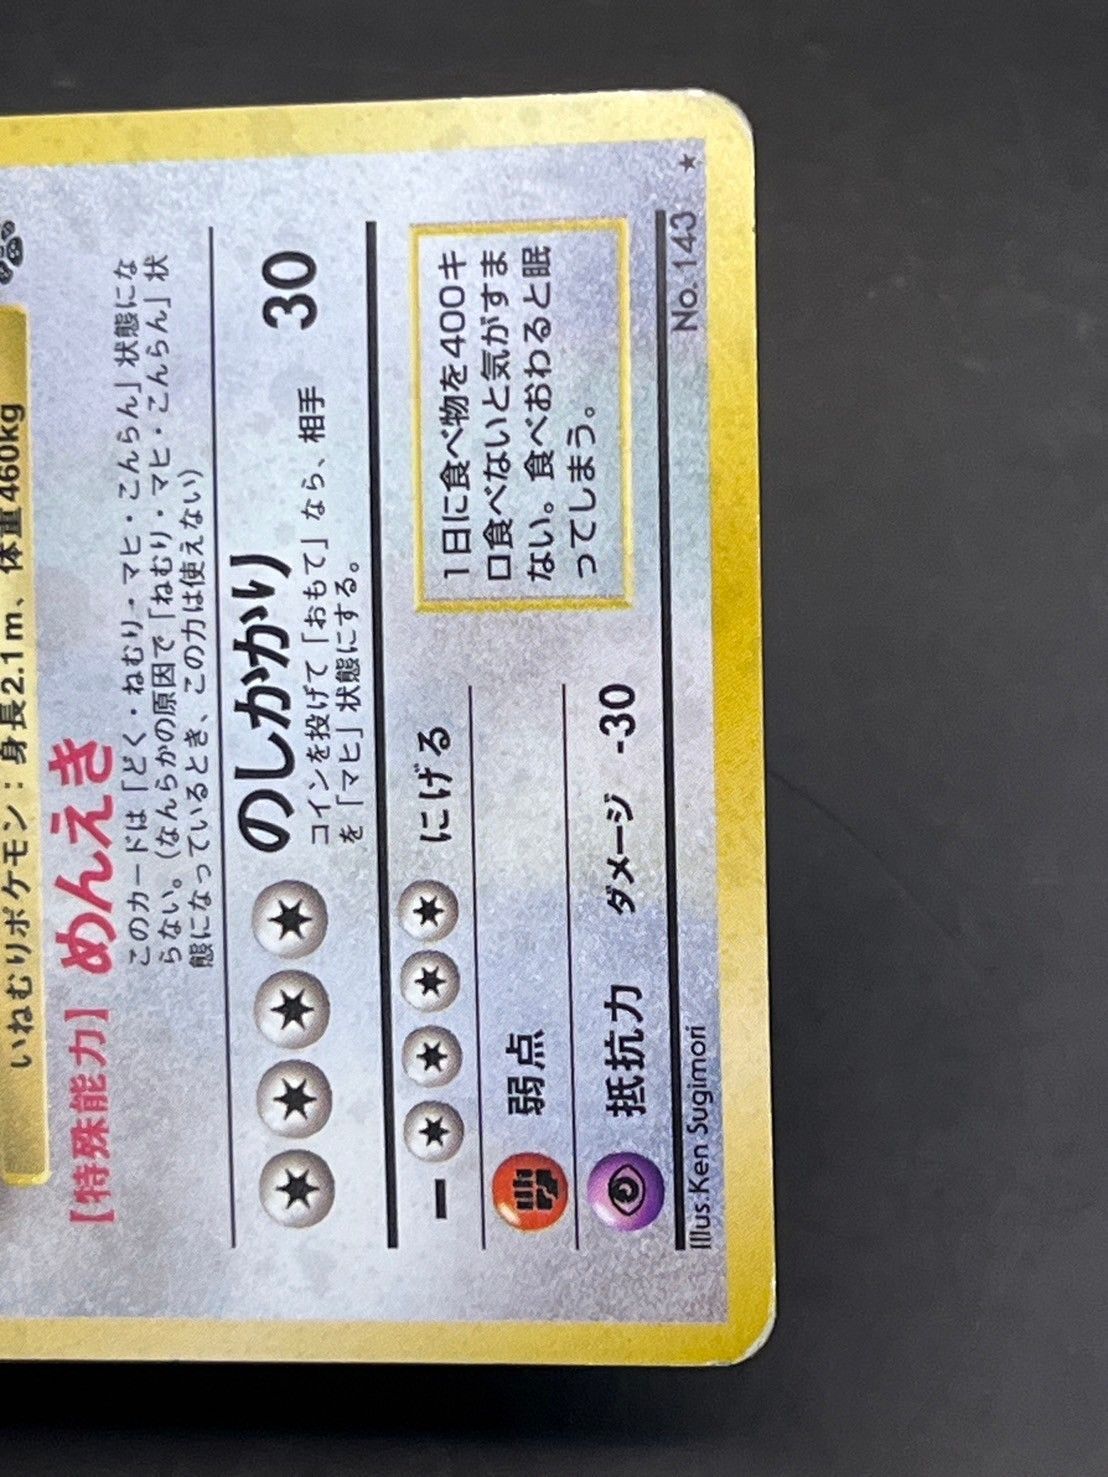 いねむりポケモン：身長2.1m、体重460kg
【特殊能力】めんえき
このカードは「どく・ねむり・マヒ・こんらん」状態にな
らない。（なんらかの原因で「ねむり・マヒ・こんらん」状
態になっているとき、この力は使えない）
のしかかり 30
コインを投げて「おもて」なら、相手
を「マヒ」状態にする。
ー にげる
弱点
抵抗力 ダメージ -30
1日に食べ物を400キ
ロ食べないと気がすま
ない。食べおわると眠
ってしまう。
Illus.Ken Sugimori No.143 ★